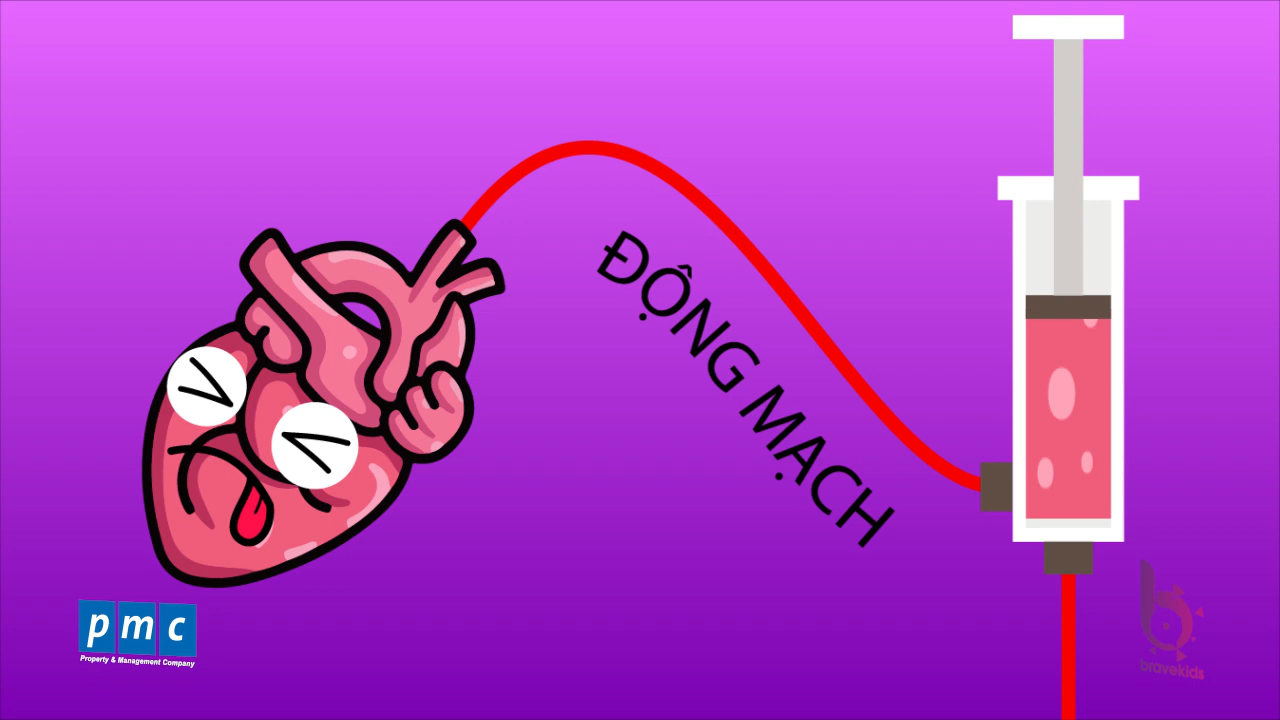 ĐỘNG MẠCH
pmc
Property & Management Company
bravekids